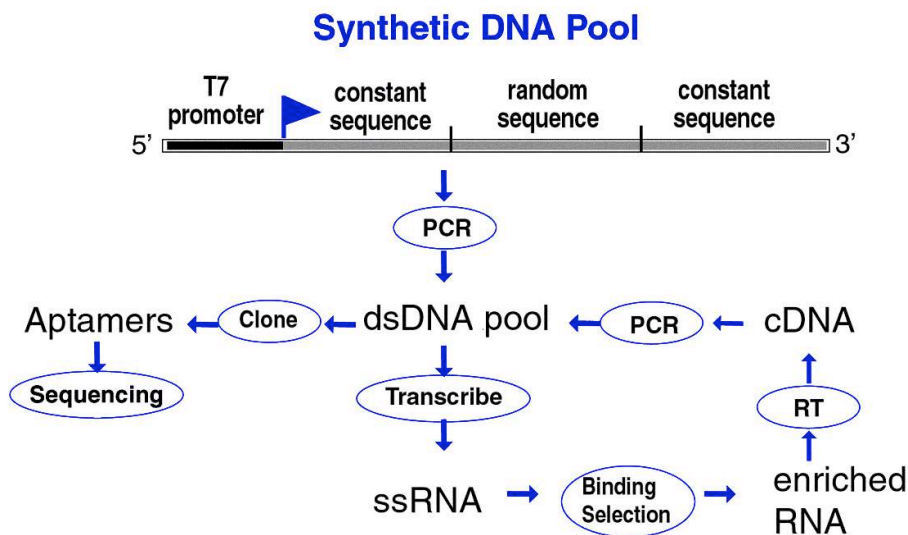 Synthetic DNA Pool
T7
promoter
constant
sequence
random
sequence
constant
sequence
5'
3'
PCR
Aptamers
Clone
dsDNA pool
PCR
cDNA
Sequencing
Transcribe
RT
ssRNA
Binding
Selection
enriched
RNA